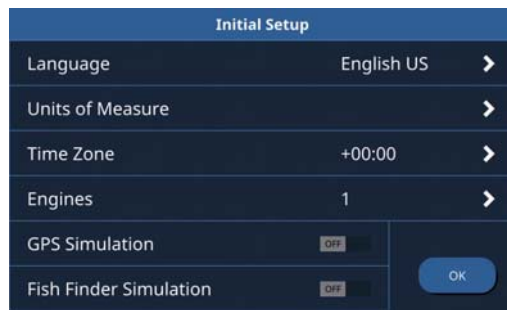 Initial Setup
Language English US
Units of Measure
Time Zone +00:00
Engines 1
GPS Simulation OFF
Fish Finder Simulation OFF
OK